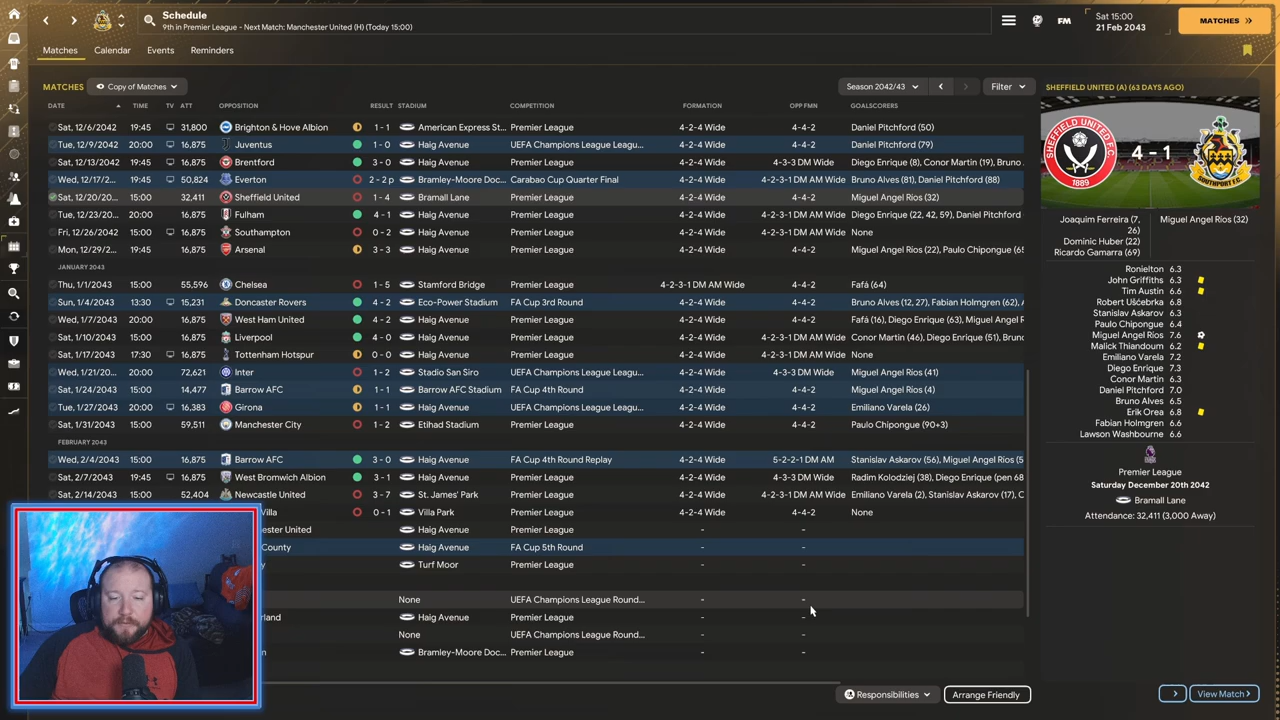 Schedule
9th in Premier League - Next Match: Manchester United (H) (Today 15:00)
FM
Sat 15:00
21 Feb 2043
MATCHES
Matches Calendar Events Reminders
MATCHES Copy of Matches Season 2042/43 Filter
DATE TIME TV ATT OPPOSITION RESULT STADIUM COMPETITION FORMATION OPP FMN GOALSCORERS
Sat, 12/6/2042 19:45 31,800 Brighton & Hove Albion 1 - 1 American Express St... Premier League 4-2-4 Wide 4-4-2 Daniel Pitchford (50)
Tue, 12/9/2042 20:00 16,875 Juventus 1 - 0 Haig Avenue UEFA Champions League Leagu... 4-2-4 Wide 4-4-2 Daniel Pitchford (79)
Sat, 12/13/2042 19:45 16,875 Brentford 3 - 0 Haig Avenue Premier League 4-2-4 Wide 4-3-3 DM Wide Diego Enrique (8), Conor Martin (19), Bruno
Wed, 12/17/2... 19:45 50,824 Everton 2 - 2 p Bramley-Moore Doc... Carabao Cup Quarter Final 4-2-4 Wide 4-2-3-1 DM AM Wide Bruno Alves (81), Daniel Pitchford (88)
Sat, 12/20/20... 15:00 32,411 Sheffield United 1 - 4 Bramall Lane Premier League 4-2-4 Wide 4-4-2 Miguel Angel Ríos (32)
Tue, 12/23/20... 15:00 16,875 Fulham 4 - 1 Haig Avenue Premier League 4-2-4 Wide 4-2-3-1 DM AM Wide Diego Enrique (22, 42, 59), Daniel Pitchford
Fri, 12/26/2042 15:00 16,875 Southampton 0 - 2 Haig Avenue Premier League 4-2-4 Wide 4-2-3-1 DM AM Wide None
Mon, 12/29/2... 19:45 16,875 Arsenal 3 - 3 Haig Avenue Premier League 4-2-4 Wide 4-4-2 Miguel Angel Ríos (22), Paulo Chipongue (65
JANUARY 2043
Thu, 1/1/2043 15:00 55,596 Chelsea 1 - 5 Stamford Bridge Premier League 4-2-3-1 DM AM Wide 4-4-2 Fafá (64)
Sun, 1/4/2043 13:30 15,231 Doncaster Rovers 4 - 2 Eco-Power Stadium FA Cup 3rd Round 4-2-4 Wide 4-4-2 Bruno Alves (12, 27), Fabian Holmgren (62), A
Wed, 1/7/2043 20:00 16,875 West Ham United 4 - 2 Haig Avenue Premier League 4-2-4 Wide 4-4-2 Fafá (16), Diego Enrique (63), Miguel Angel R
Sat, 1/10/2043 15:00 16,875 Liverpool 4 - 0 Haig Avenue Premier League 4-2-4 Wide 4-2-3-1 DM AM Wide Conor Martin (46), Diego Enrique (51), Brun
Sat, 1/17/2043 17:30 16,875 Tottenham Hotspur 0 - 0 Haig Avenue Premier League 4-2-4 Wide 4-2-3-1 DM AM Wide None
Wed, 1/21/20... 20:00 72,621 Inter 1 - 2 Stadio San Siro UEFA Champions League Leagu... 4-2-4 Wide 4-3-3 DM Wide Miguel Angel Ríos (41)
Sat, 1/24/2043 15:00 14,477 Barrow AFC 1 - 1 Barrow AFC Stadium FA Cup 4th Round 4-2-4 Wide 4-4-2 Miguel Angel Ríos (4)
Tue, 1/27/2043 20:00 16,383 Girona 1 - 1 Haig Avenue UEFA Champions League Leagu... 4-2-4 Wide 4-4-2 Emiliano Varela (26)
Sat, 1/31/2043 15:00 59,511 Manchester City 1 - 2 Etihad Stadium Premier League 4-2-4 Wide 4-4-2 Paulo Chipongue (90+3)
FEBRUARY 2043
Wed, 2/4/2043 15:00 16,875 Barrow AFC 3 - 0 Haig Avenue FA Cup 4th Round Replay 4-2-4 Wide 5-2-2-1 DM AM Stanislav Askarov (56), Miguel Angel Ríos (5
Sat, 2/7/2043 19:45 16,875 West Bromwich Albion 3 - 1 Haig Avenue Premier League 4-2-4 Wide 4-3-3 DM Wide Radim Kolodziej (38), Diego Enrique (pen 68
Sat, 2/14/2043 15:00 52,404 Newcastle United 3 - 7 St. James' Park Premier League 4-2-4 Wide 4-2-3-1 DM AM Wide Emiliano Varela (2), Stanislav Askarov (17), C
Villa 0 - 1 Villa Park Premier League 4-2-4 Wide 4-4-2 None
ester United Haig Avenue Premier League - -
County Haig Avenue FA Cup 5th Round - -
y Turf Moor Premier League - -
None UEFA Champions League Round... - -
rland Haig Avenue Premier League - -
None UEFA Champions League Round... - -
n Bramley-Moore Doc... Premier League - -
Responsibilities Arrange Friendly
SHEFFIELD UNITED (A) (63 DAYS AGO)
SHEFFIELD UNITED F.C. 1889
4 - 1
SOUTHPORT F.C.
Joaquim Ferreira (7, 26)
Dominic Huber (22)
Ricardo Gamarra (69)
Miguel Angel Ríos (32)
Ronielton 6.3
John Griffiths 6.3
Tim Austin 6.6
Robert Ušćebrka 6.8
Stanislav Askarov 6.3
Paulo Chipongue 6.4
Miguel Angel Ríos 7.6
Malick Thiandoum 6.2
Emiliano Varela 7.2
Diego Enrique 7.3
Conor Martin 6.3
Daniel Pitchford 7.0
Bruno Alves 6.5
Erik Orea 6.8
Fabian Holmgren 6.6
Lawson Washbourne 6.6
Premier League
Saturday December 20th 2042
Bramall Lane
Attendance: 32,411 (3,000 Away)
View Match